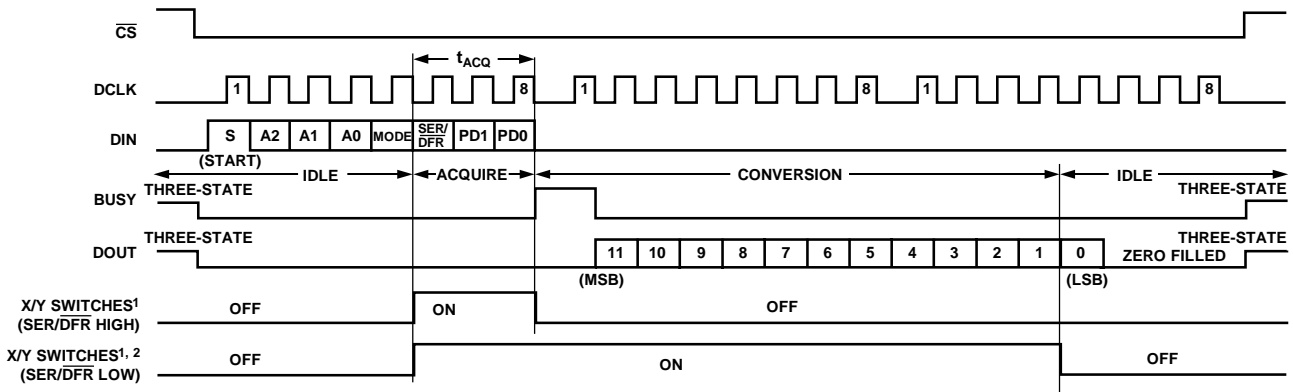 CS
tACQ
DCLK 1 8 1 8 1 8
DIN S A2 A1 A0 MODE SER/DFR PD1 PD0
(START)
IDLE ACQUIRE CONVERSION IDLE
BUSY THREE-STATE THREE-STATE
DOUT THREE-STATE 11 10 9 8 7 6 5 4 3 2 1 0 ZERO FILLED THREE-STATE
(MSB) (LSB)
X/Y SWITCHES1 OFF ON OFF
(SER/DFR HIGH)
X/Y SWITCHES1, 2 OFF ON OFF
(SER/DFR LOW)